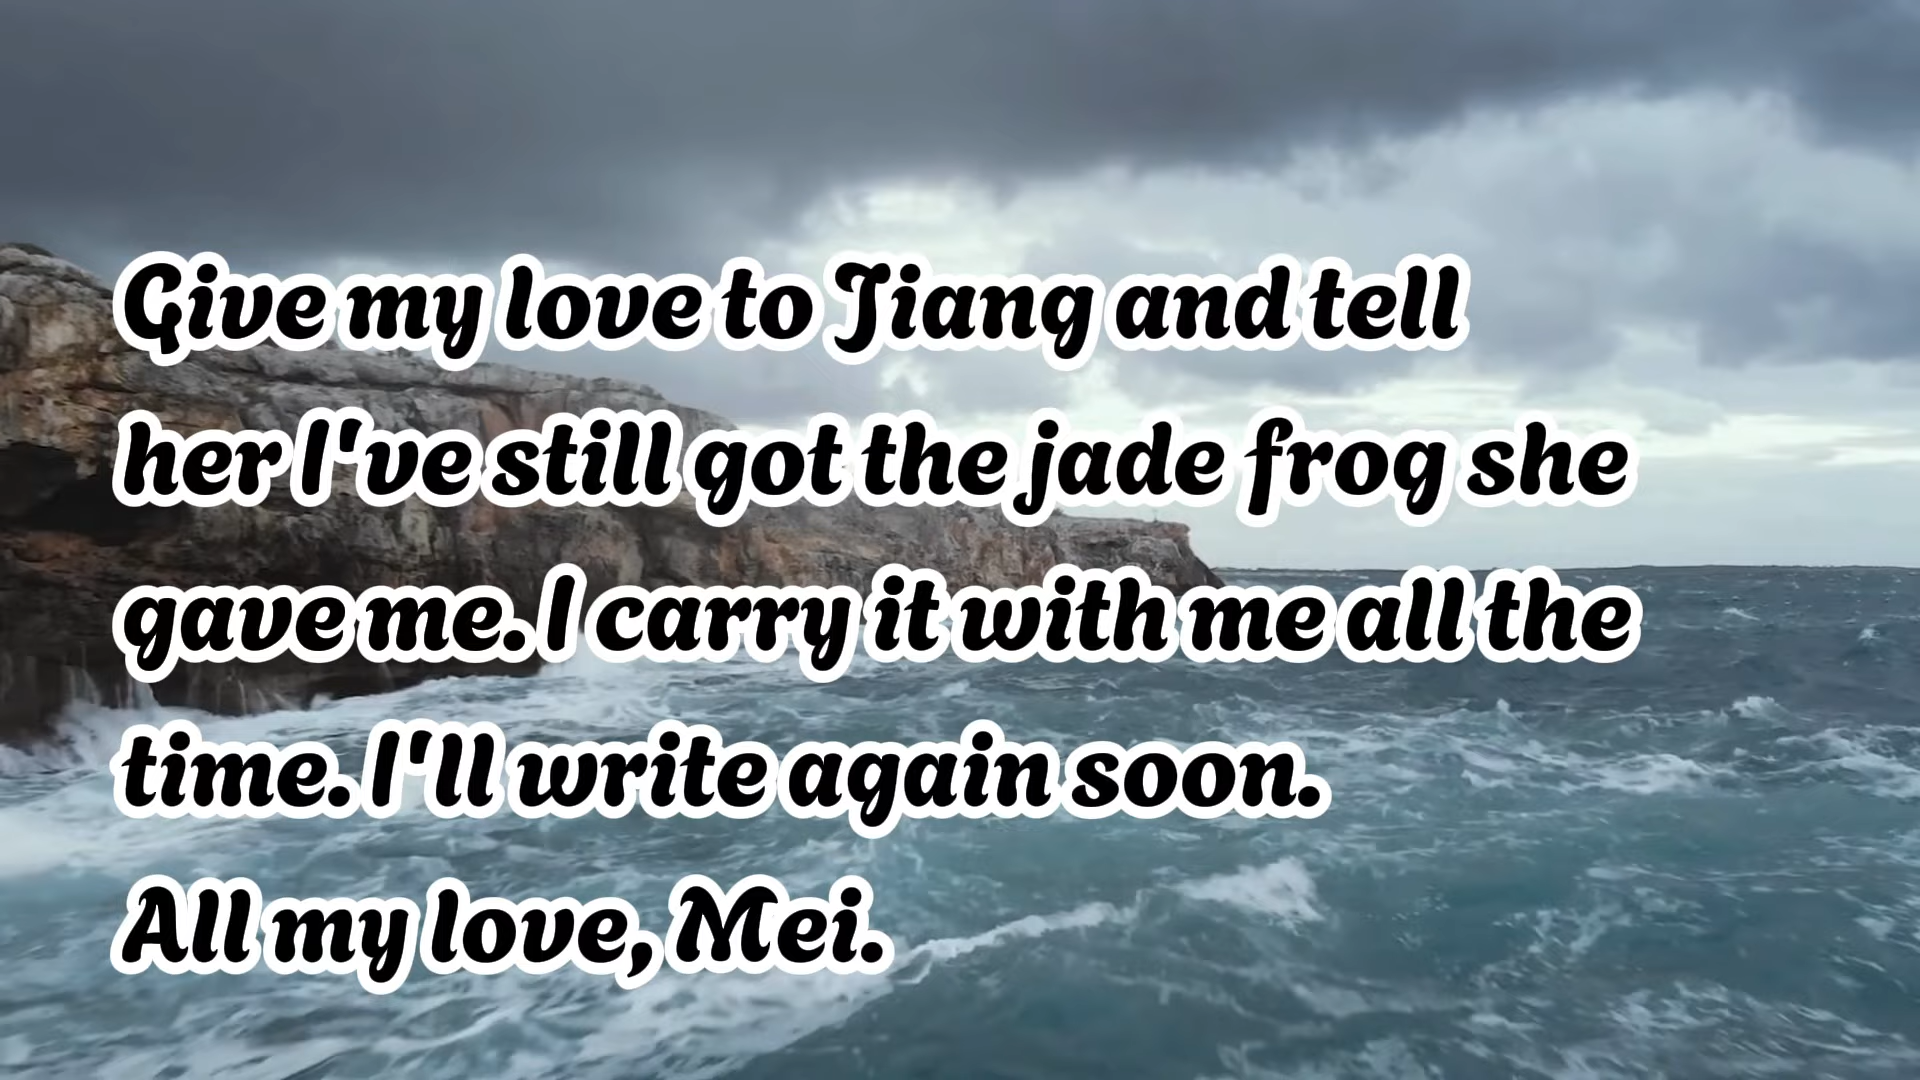 Give my love to Jiang and tell
her I've still got the jade frog she
gave me. I carry it with me all the
time. I'll write again soon.
All my love, Mei.